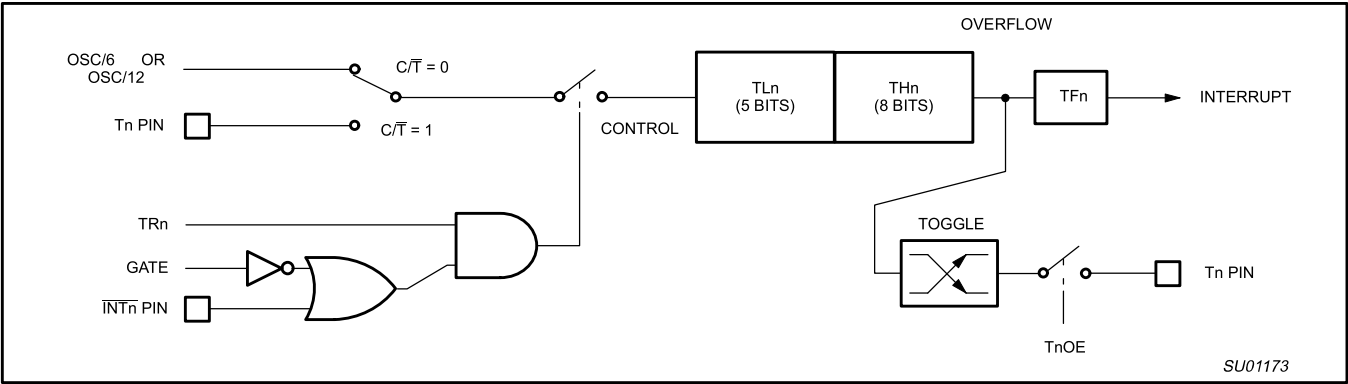 OVERFLOW
OSC/6 OR
OSC/12
C/T̅ = 0
TLn
(5 BITS)
THn
(8 BITS)
TFn
INTERRUPT
Tn PIN
C/T̅ = 1
CONTROL
TRn
TOGGLE
GATE
Tn PIN
I̅N̅T̅n̅ PIN
TnOE
SU01173